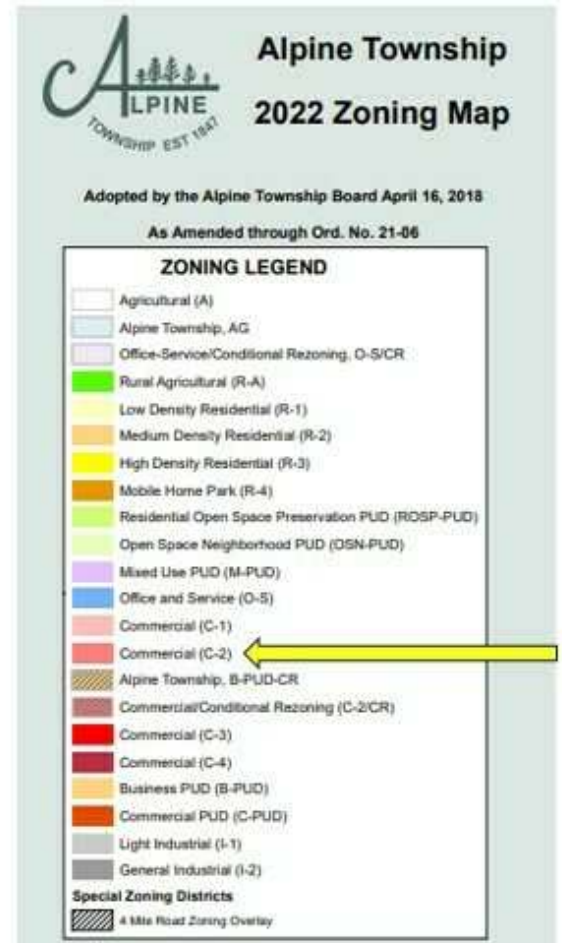 ALPINE
TOWNSHIP EST 1847
Alpine Township
2022 Zoning Map
Adopted by the Alpine Township Board April 16, 2018
As Amended through Ord. No. 21-06
ZONING LEGEND
Agricultural (A)
Alpine Township, AG
Office-Service/Conditional Rezoning, O-S/CR
Rural Agricultural (R-A)
Low Density Residential (R-1)
Medium Density Residential (R-2)
High Density Residential (R-3)
Mobile Home Park (R-4)
Residential Open Space Preservation PUD (ROSP-PUD)
Open Space Neighborhood PUD (OSN-PUD)
Mixed Use PUD (M-PUD)
Office and Service (O-S)
Commercial (C-1)
Commercial (C-2)
Alpine Township, B-PUD-CR
Commercial/Conditional Rezoning (C-2/CR)
Commercial (C-3)
Commercial (C-4)
Business PUD (B-PUD)
Commercial PUD (C-PUD)
Light Industrial (I-1)
General Industrial (I-2)
Special Zoning Districts
4 Mile Road Zoning Overlay